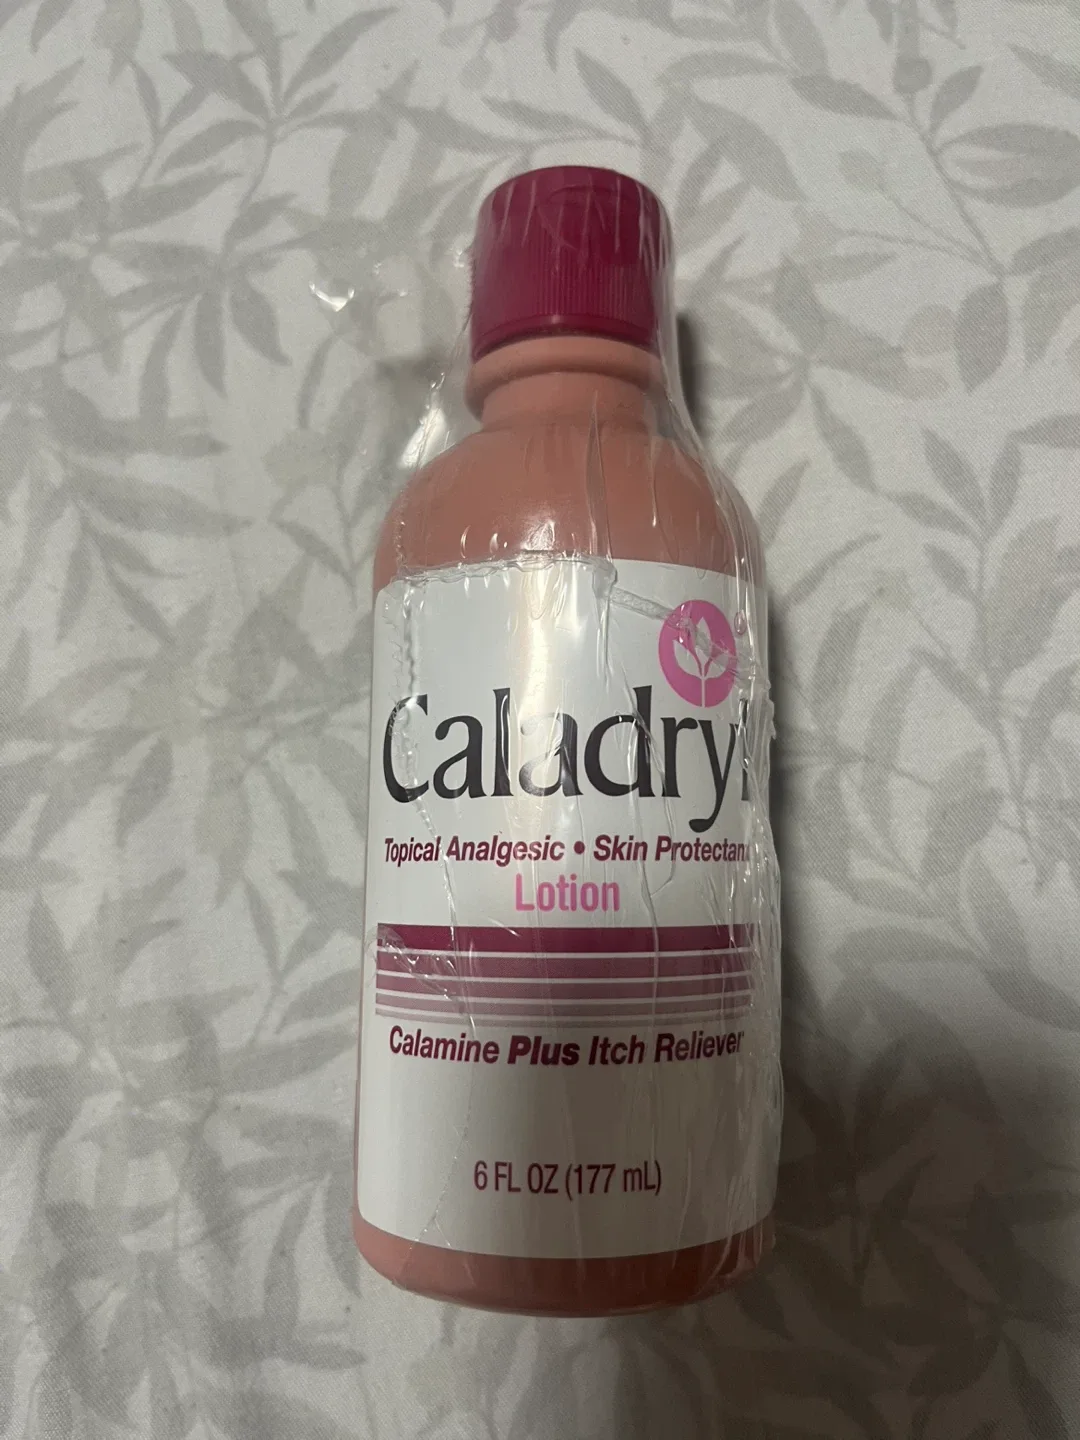 Caladryl
Topical Analgesic • Skin Protectant
Lotion
Calamine Plus Itch Reliever
6 FL OZ (177 mL)